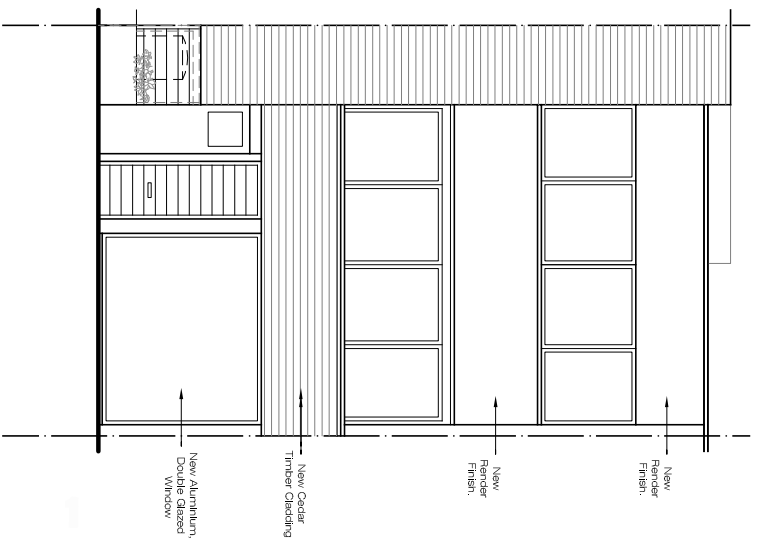 New
Render
Finish.
New
Render
Finish.
New Cedar
Timber Cladding
New Aluminium,
Double Glazed
Window